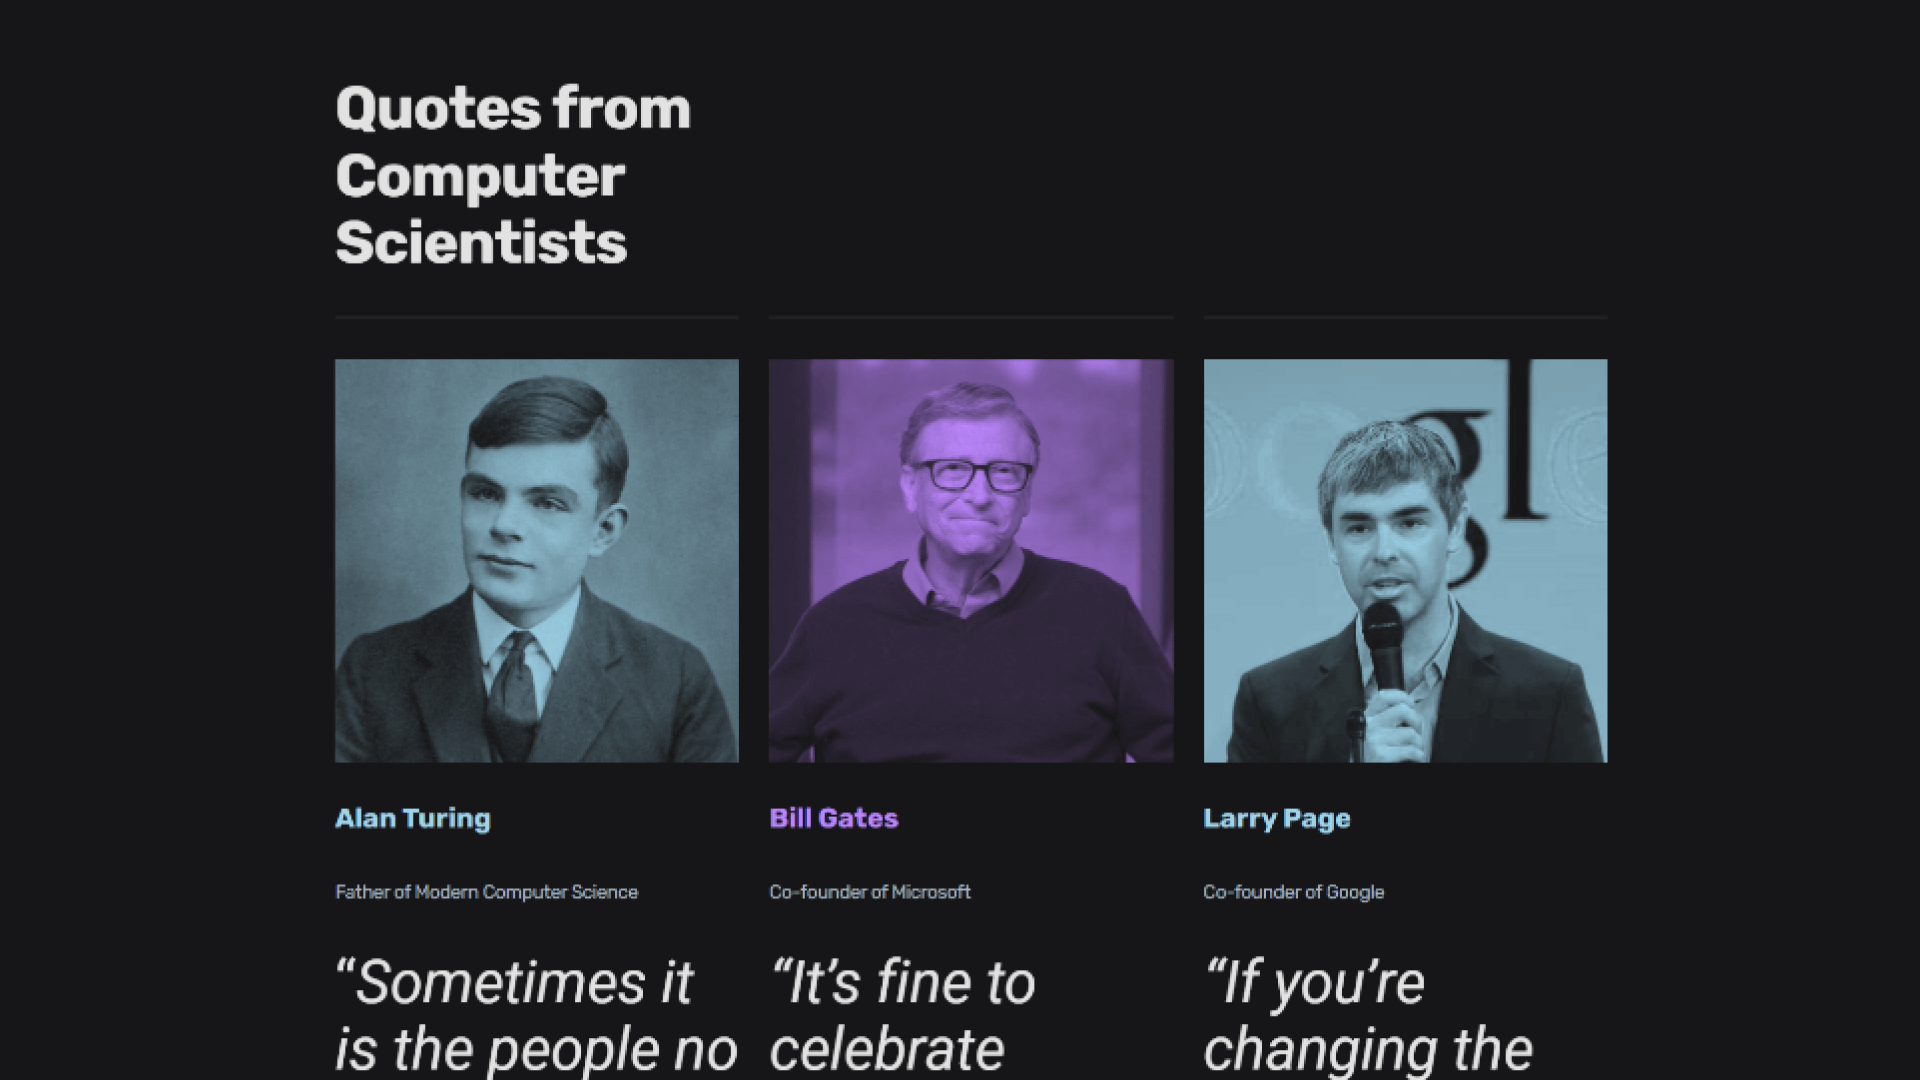 Quotes from
Computer
Scientists
gl
Alan Turing
Bill Gates
Larry Page
Father of Modern Computer Science
Co-founder of Microsoft
Co-founder of Google
“Sometimes it
is the people no
“It’s fine to
celebrate
“If you’re
changing the